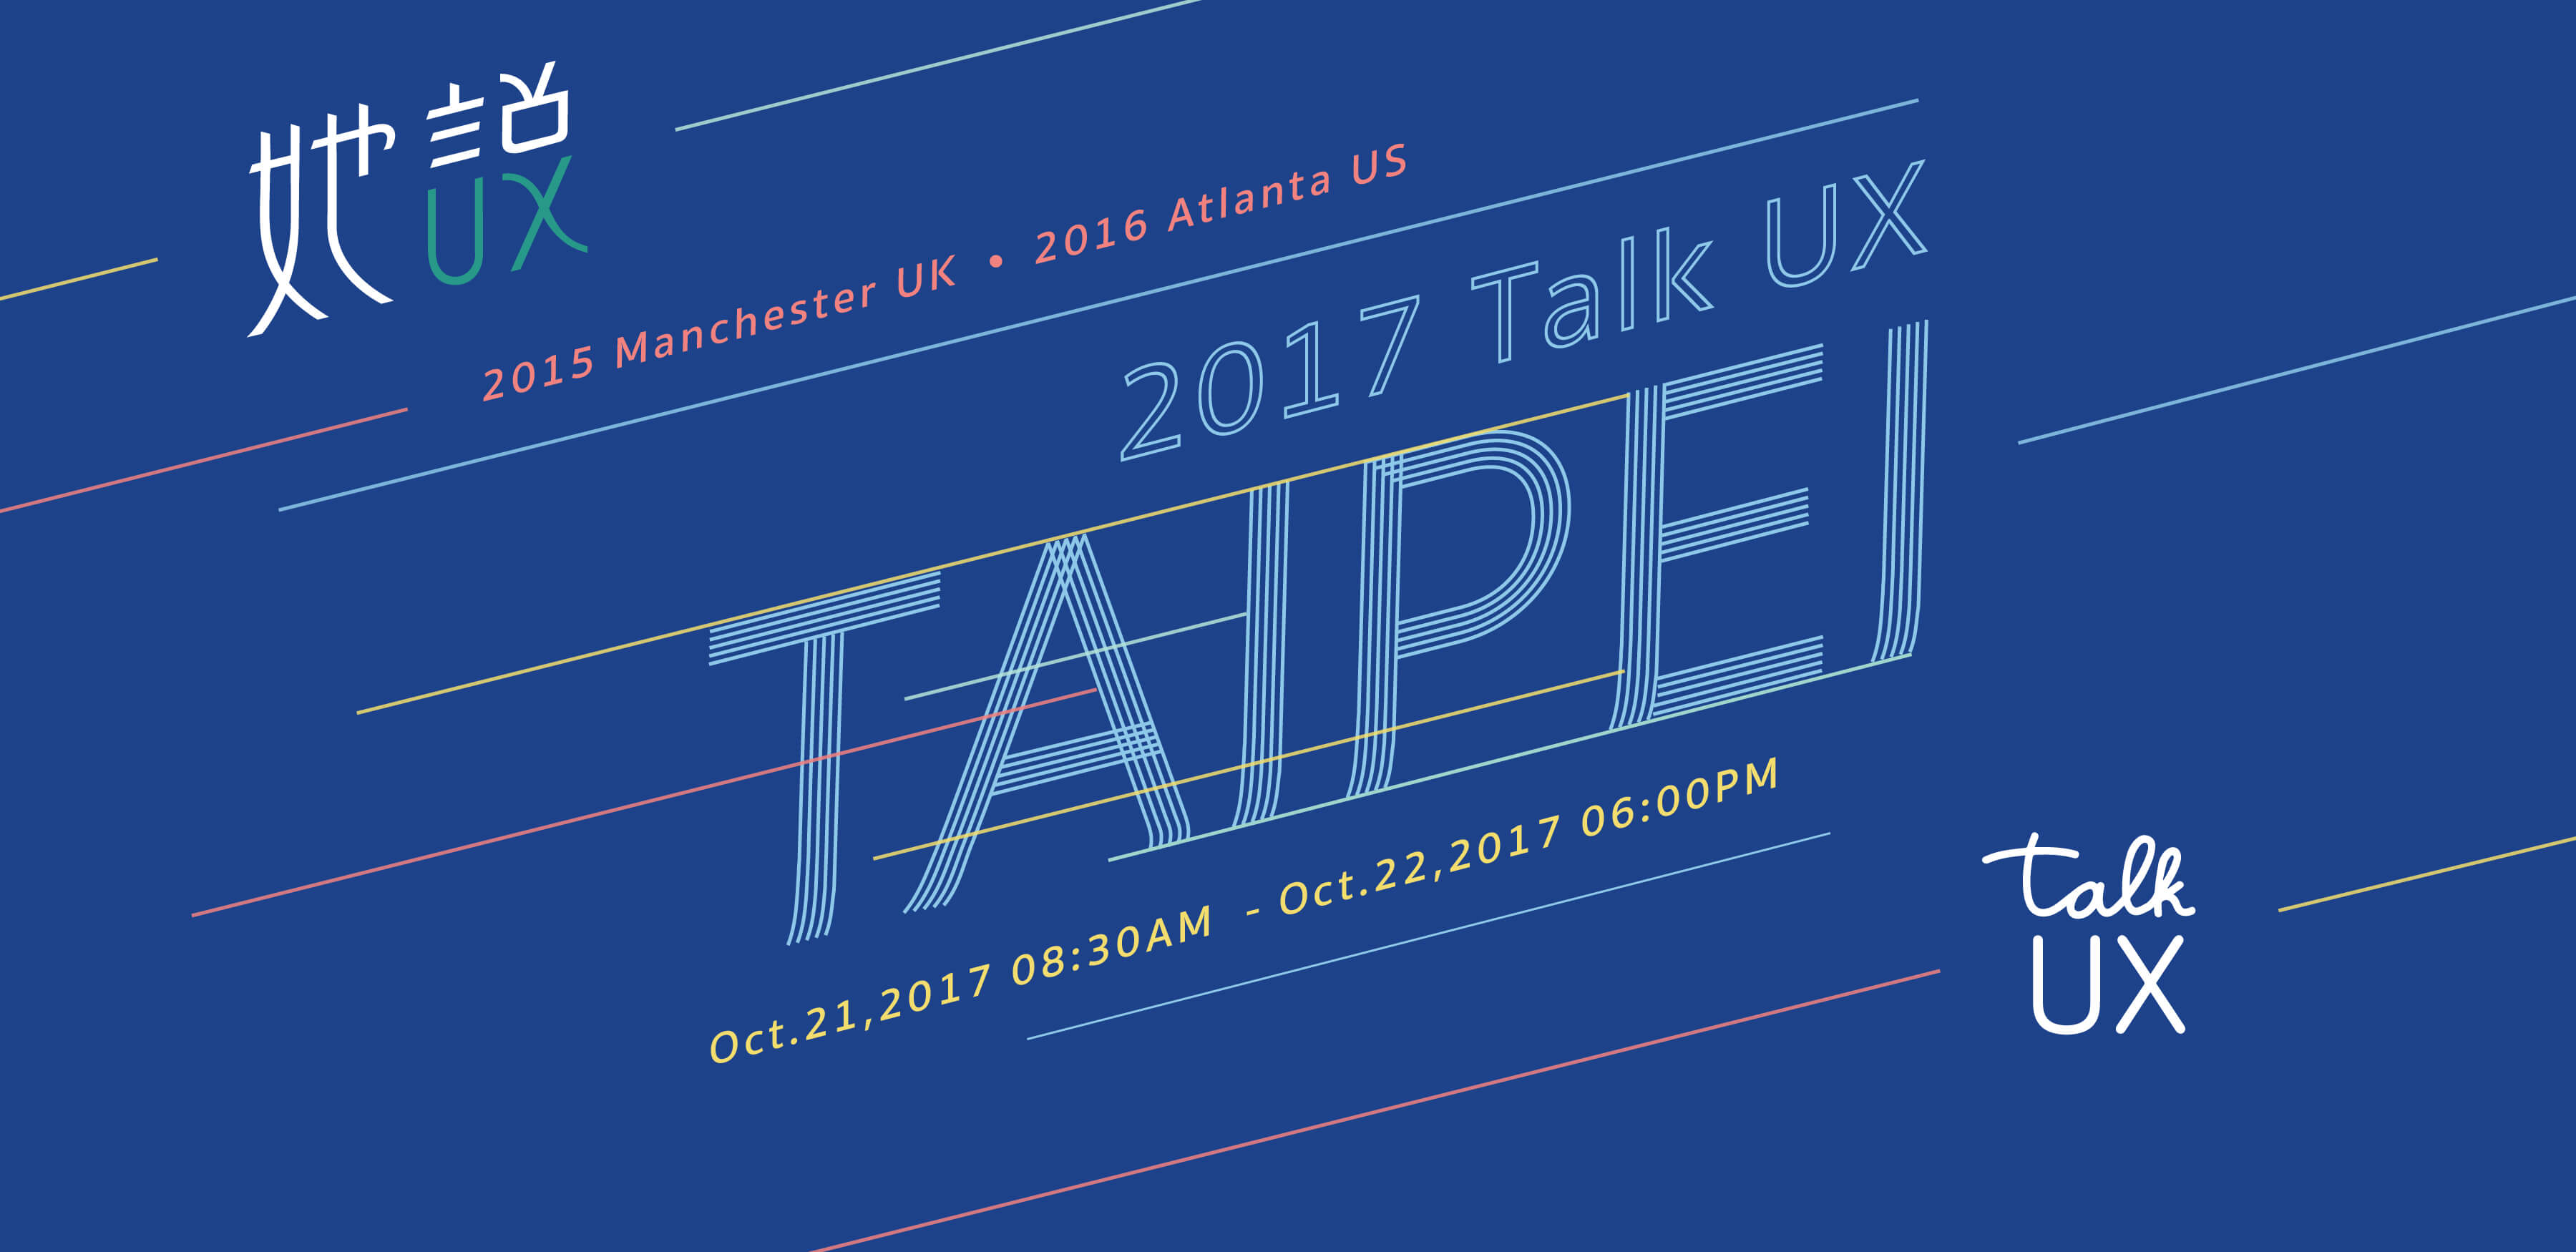 她說
UX
2015 Manchester UK • 2016 Atlanta US
2017 Talk UX
TAIPEI
Oct.21,2017 08:30AM - Oct.22,2017 06:00PM
talk
UX